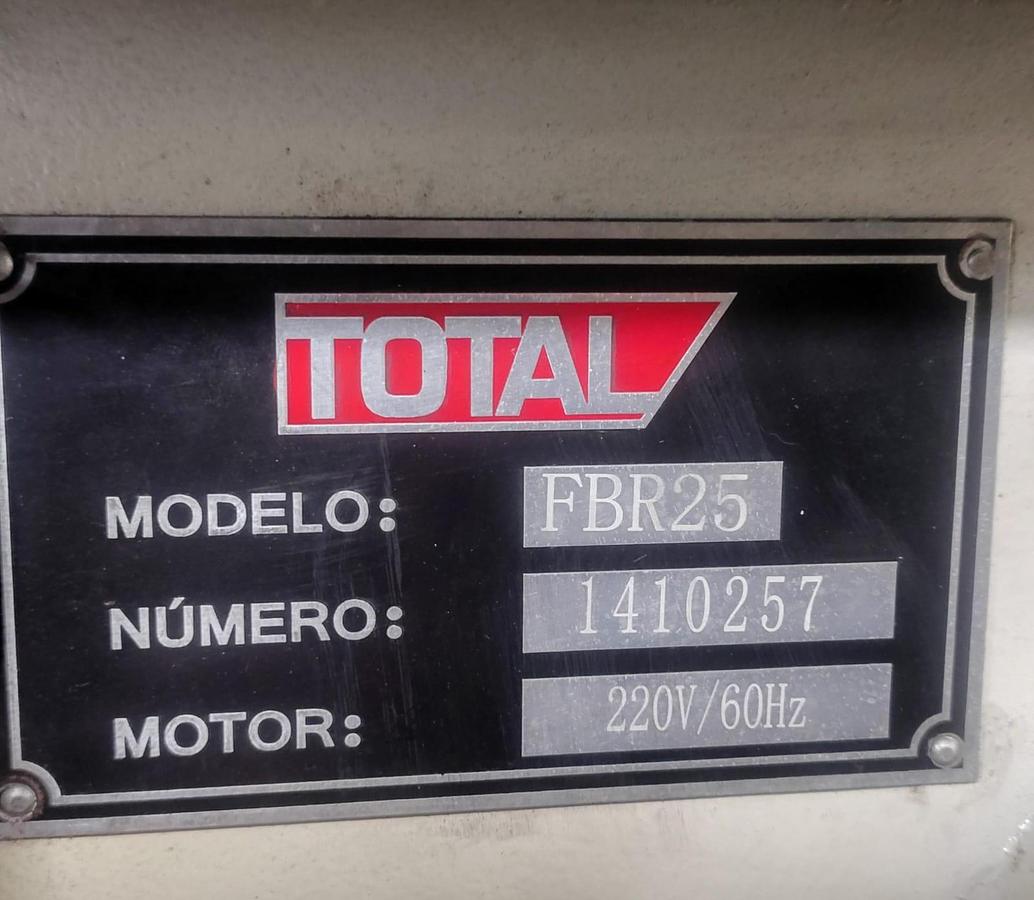 TOTAL
MODELO: FBR25
NÚMERO: 1410257
MOTOR: 220V/60Hz